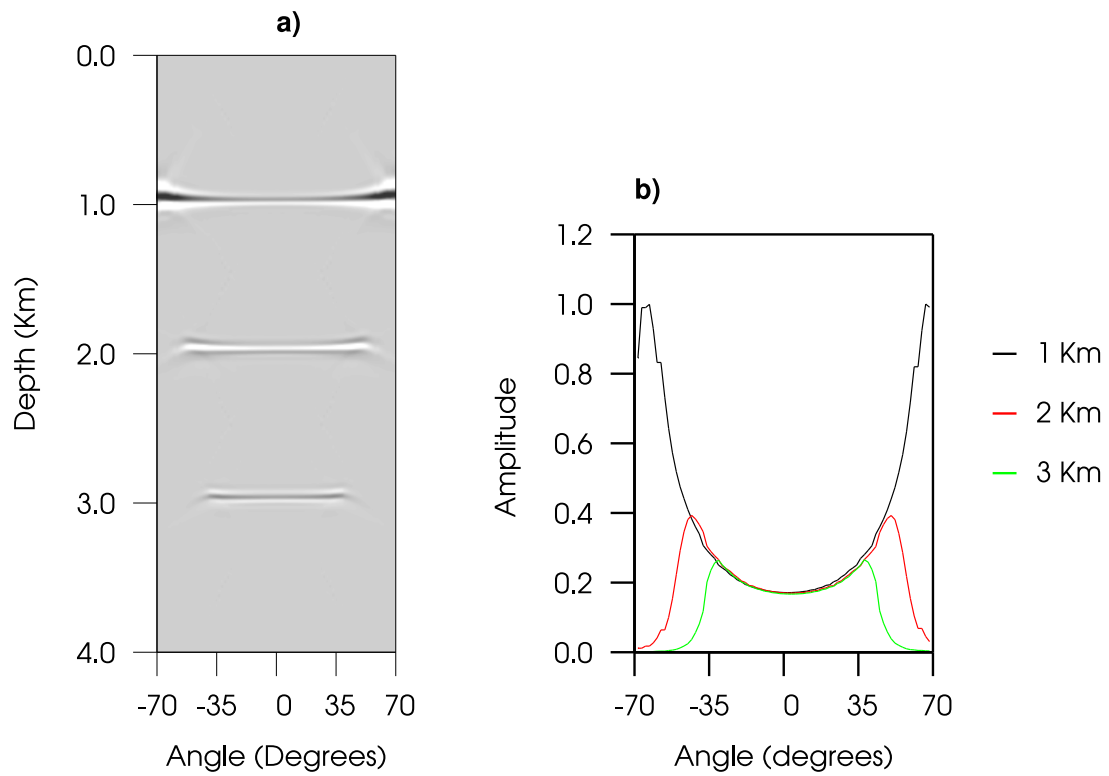 a)
0.0
1.0
2.0
3.0
4.0
Depth (Km)
-70 -35 0 35 70
Angle (Degrees)
b)
1.2
1.0
0.8
0.6
0.4
0.2
0.0
Amplitude
-70 -35 0 35 70
Angle (degrees)
1 Km
2 Km
3 Km